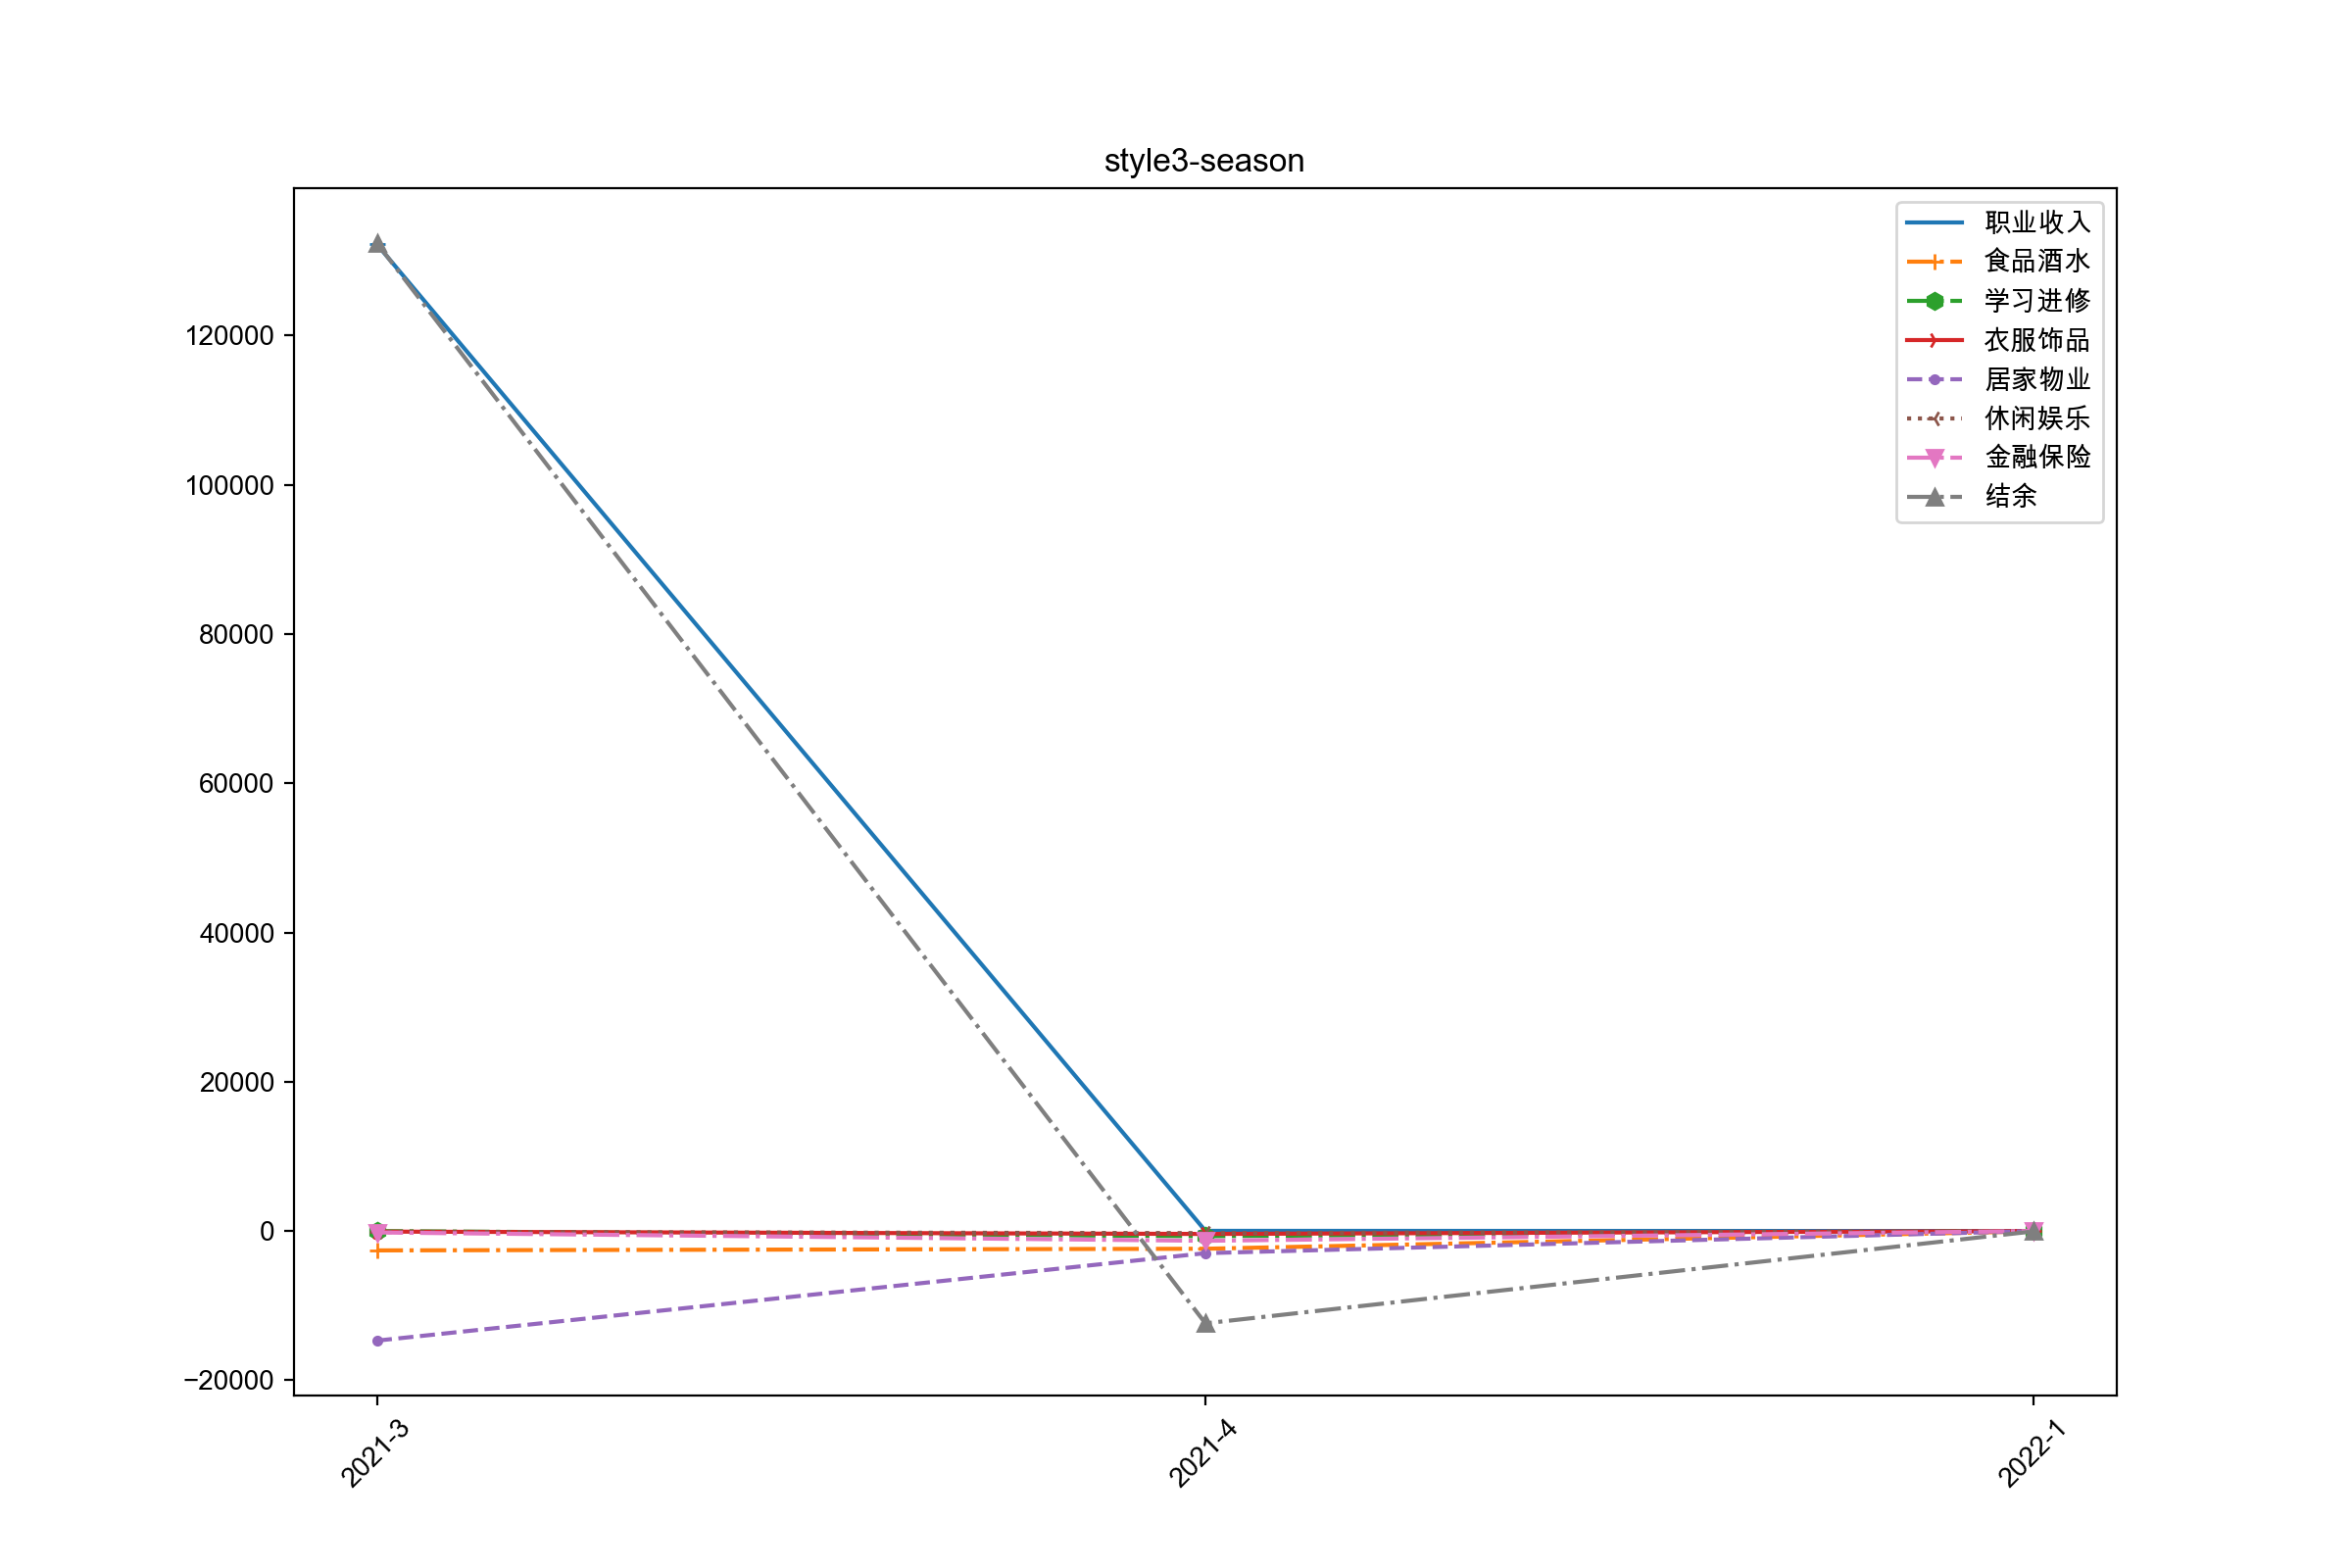 style3-season
职业收入
食品酒水
学习进修
衣服饰品
居家物业
休闲娱乐
金融保险
结余
120000
100000
80000
60000
40000
20000
0
−20000
2021-3
2021-4
2022-1